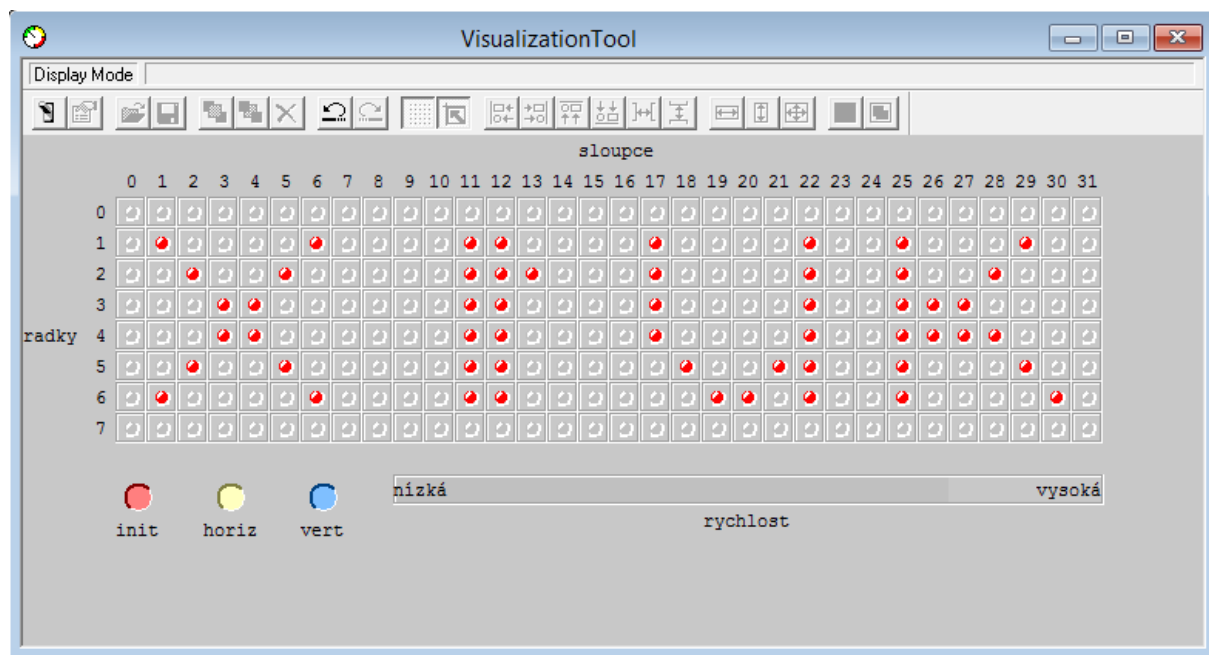 VisualizationTool
Display Mode
sloupce
0 1 2 3 4 5 6 7 8 9 10 11 12 13 14 15 16 17 18 19 20 21 22 23 24 25 26 27 28 29 30 31
0
1
2
3
radky 4
5
6
7
nízká vysoká
init horiz vert rychlost